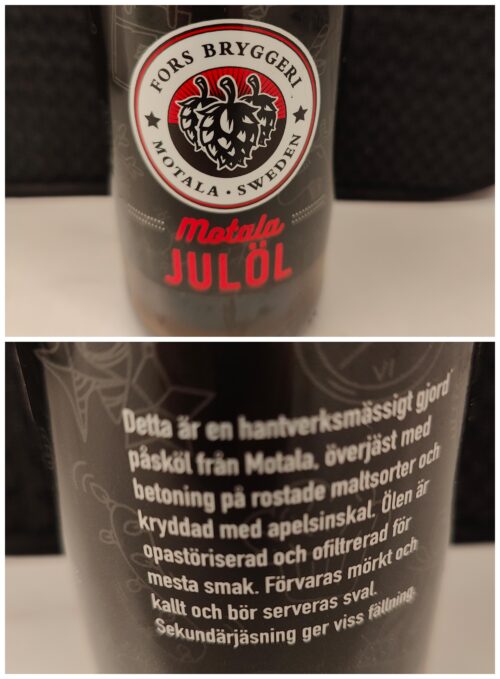 FORS BRYGGERI
MOTALA · SWEDEN
Motala
JULÖL
VI
Detta är en hantverksmässigt gjord
påsköl från Motala, överjäst med
betoning på rostade maltsorter och
kryddad med apelsinskal. Ölen är
opastöriserad och ofiltrerad för
mesta smak. Förvaras mörkt och
kallt och bör serveras sval.
Sekundärjäsning ger viss fällning.